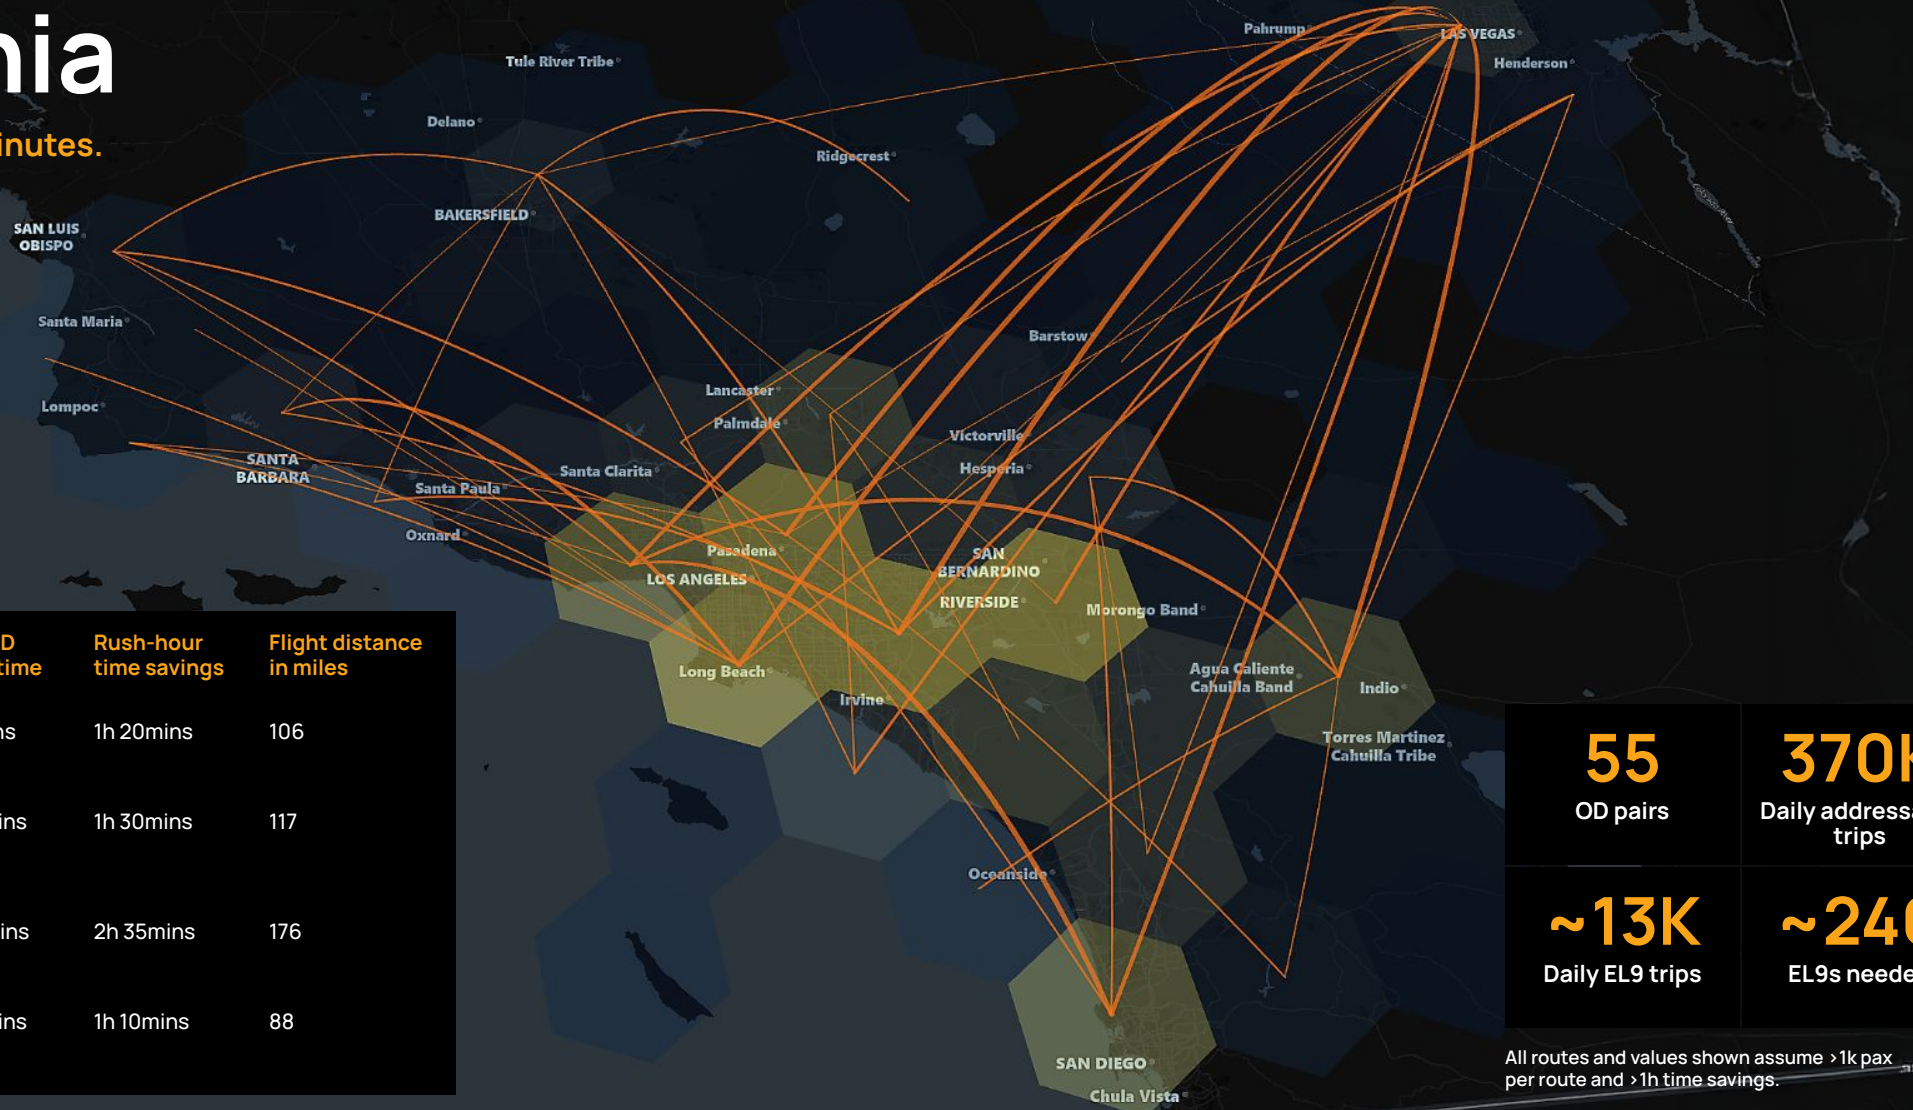 nia
inutes.
Pahrump
LAS VEGAS
Henderson
Tule River Tribe
Delano
Ridgecrest
BAKERSFIELD
SAN LUIS
OBISPO
Santa Maria
Barstow
Lompoc
Lancaster
Palmdale
Victorville
Hesperia
SANTA
BARBARA
Santa Clarita
Santa Paula
Oxnard
Pasadena
LOS ANGELES
SAN
BERNARDINO
RIVERSIDE
Morongo Band
Long Beach
Irvine
Agua Caliente
Cahuilla Band
Indio
Torres Martinez
Cahuilla Tribe
Oceanside
SAN DIEGO
Chula Vista
D
time
Rush-hour
time savings
Flight distance
in miles
ns 1h 20mins 106
ins 1h 30mins 117
ins 2h 35mins 176
ins 1h 10mins 88
55
OD pairs
370K
Daily address
trips
~13K
Daily EL9 trips
~240
EL9s neede
All routes and values shown assume >1k pax
per route and >1h time savings.